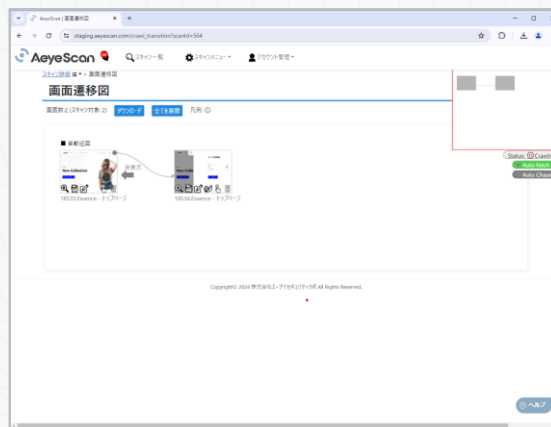 AeyeScan | 画面遷移図
staging.aeyescan.com/crawl_transition?scanId=564
AeyeScan
スキャン一覧
スキャンメニュー
アカウント管理
スキャン詳細 > 画面遷移図
画面遷移図
画面数:2 (スキャン対象: 2)
ダウンロード
全てを展開
凡例:
■ 自動巡回
非表示
New Collection
18533.Essence - トップページ
18534.Essence - トップページ
Status: Crawlin
Auto Fetch
Auto Chase
Copyright© 2024 株式会社エーアイセキュリティラボ All Rights Reserved.
ヘルプ